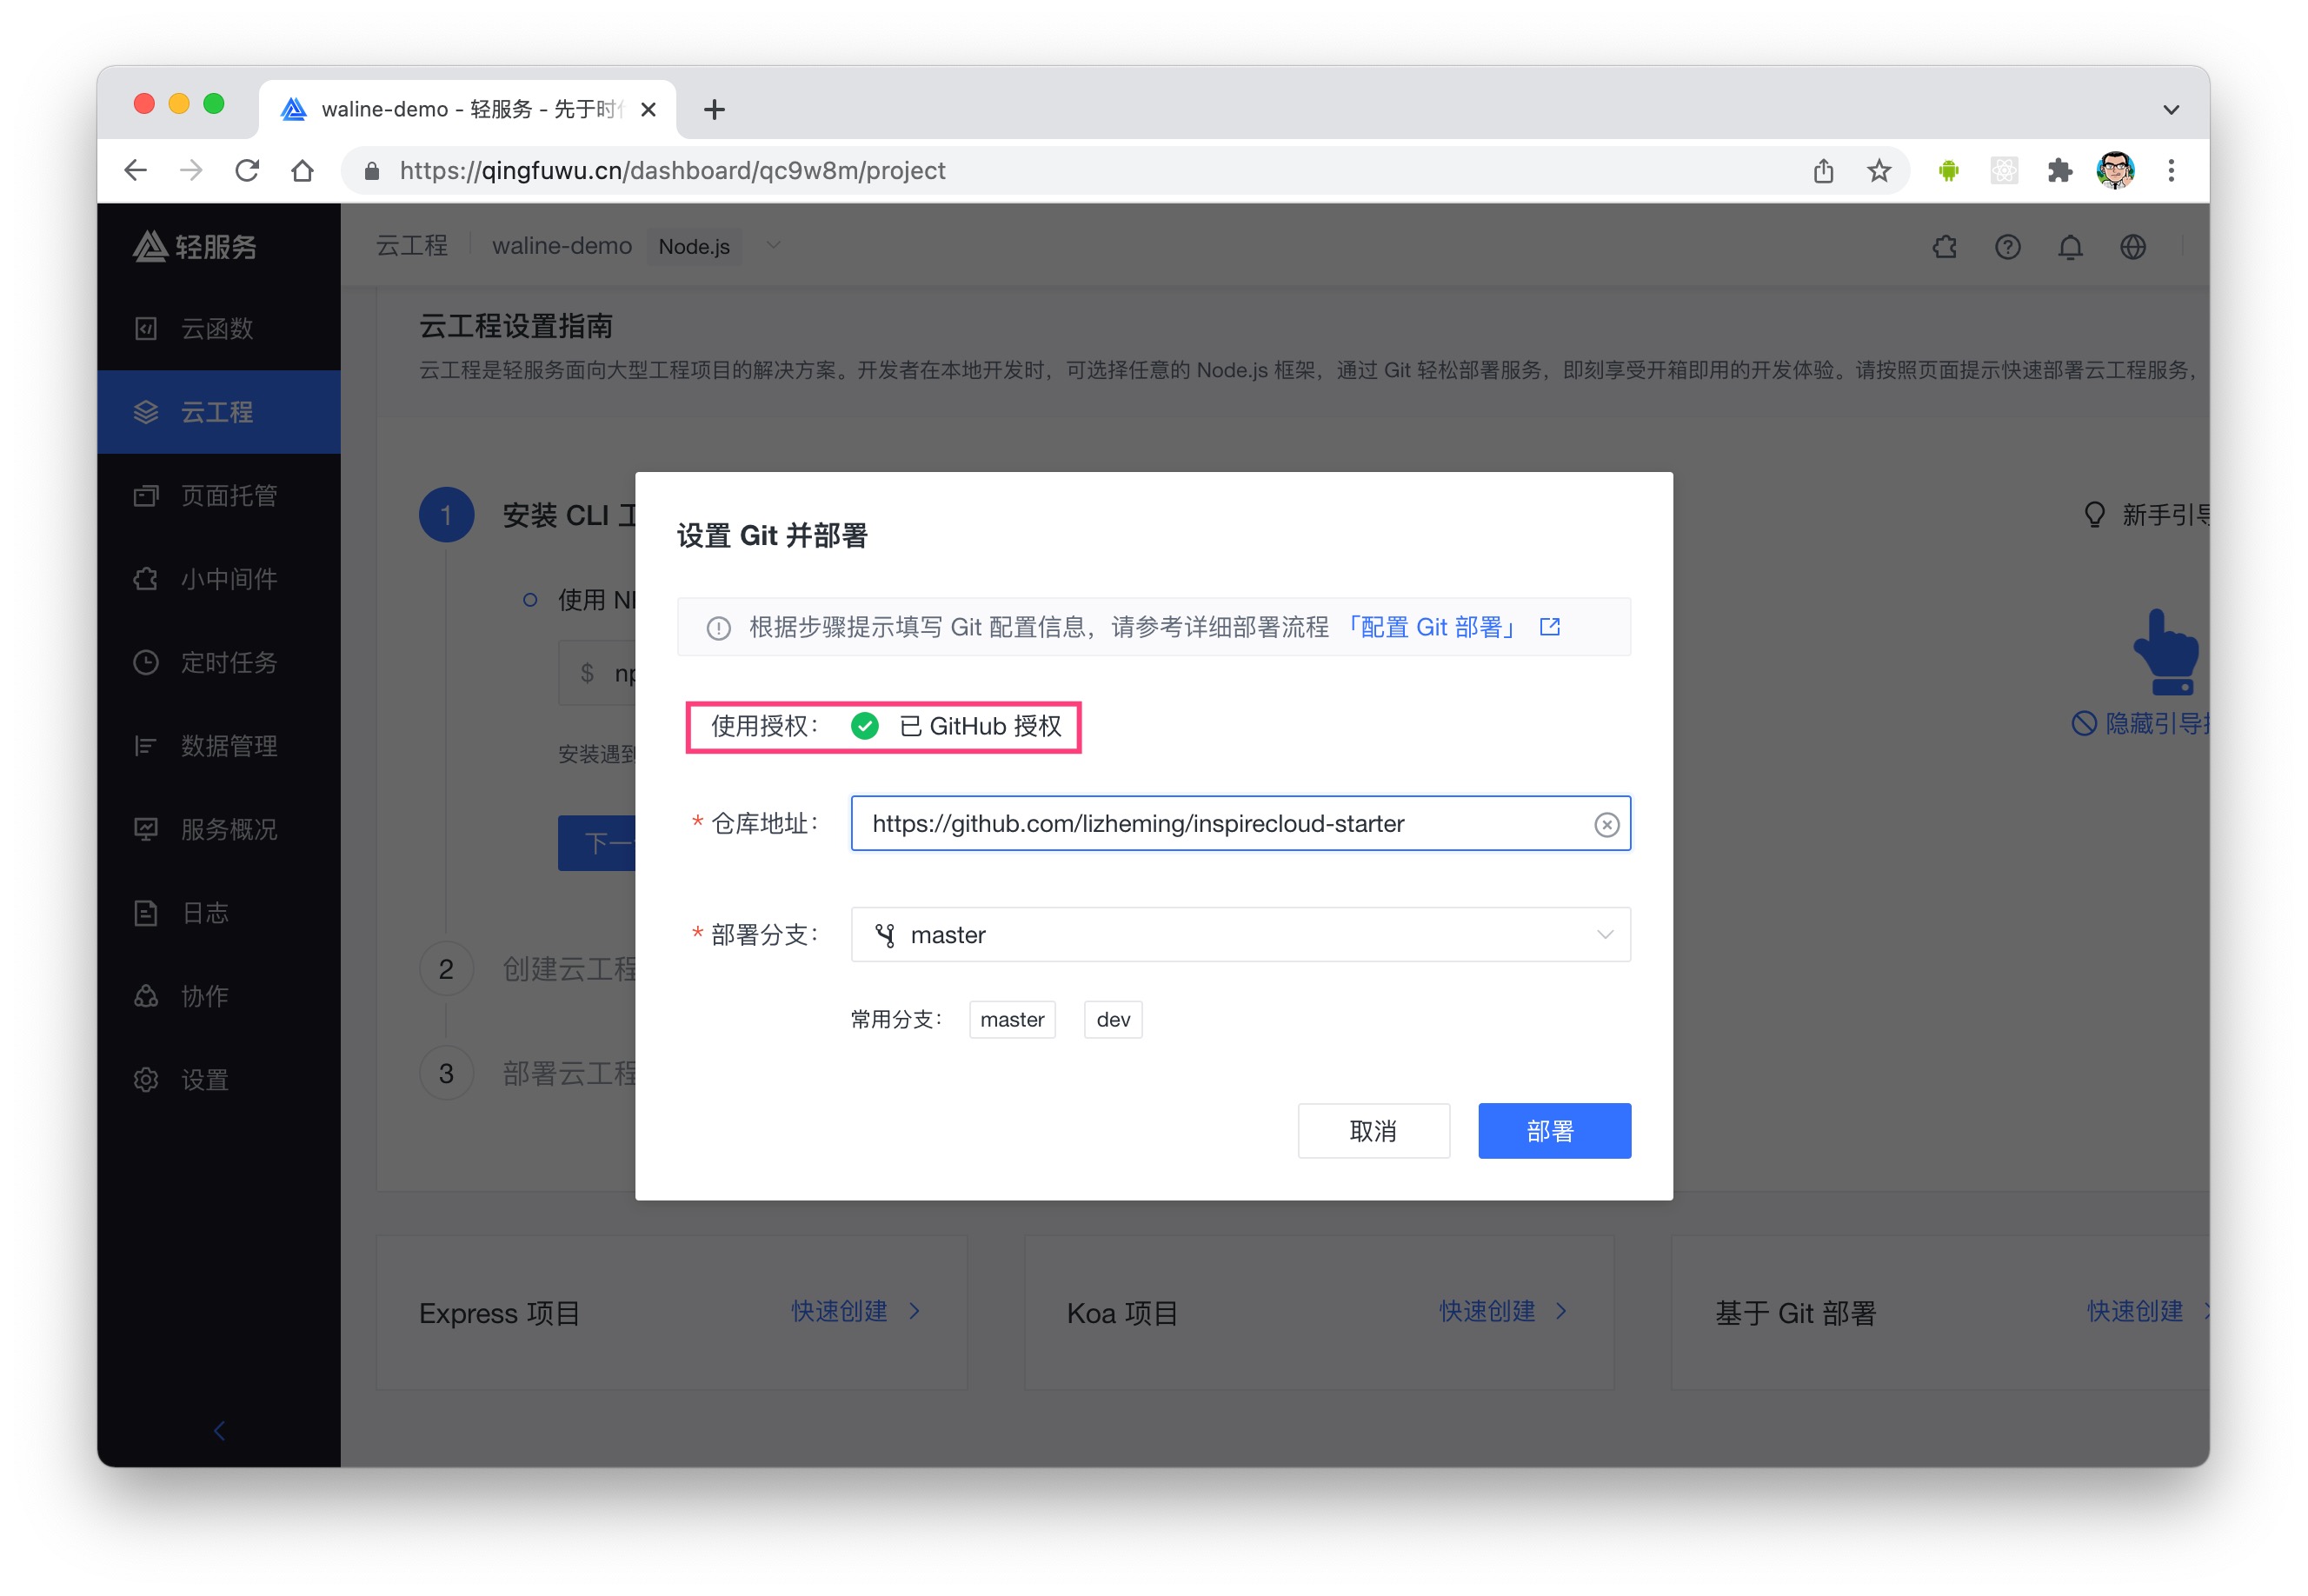 waline-demo - 轻服务 - 先于时
https://qingfuwu.cn/dashboard/qc9w8m/project
轻服务
云工程 waline-demo Node.js
云函数
云工程
页面托管
小中间件
定时任务
数据管理
服务概况
日志
协作
设置
云工程设置指南
云工程是轻服务面向大型工程项目的解决方案。开发者在本地开发时，可选择任意的 Node.js 框架，通过 Git 轻松部署服务，即刻享受开箱即用的开发体验。请按照页面提示快速部署云工程服务，
1 安装 CLI
使用
$ np
安装遇到
下一
2 创建云工程
3 部署云工程
新手引导
隐藏引导
设置 Git 并部署
根据步骤提示填写 Git 配置信息，请参考详细部署流程「配置 Git 部署」
使用授权： 已 GitHub 授权
* 仓库地址： https://github.com/lizheming/inspirecloud-starter
* 部署分支： master
常用分支： master dev
取消 部署
Express 项目 快速创建
Koa 项目 快速创建
基于 Git 部署 快速创建